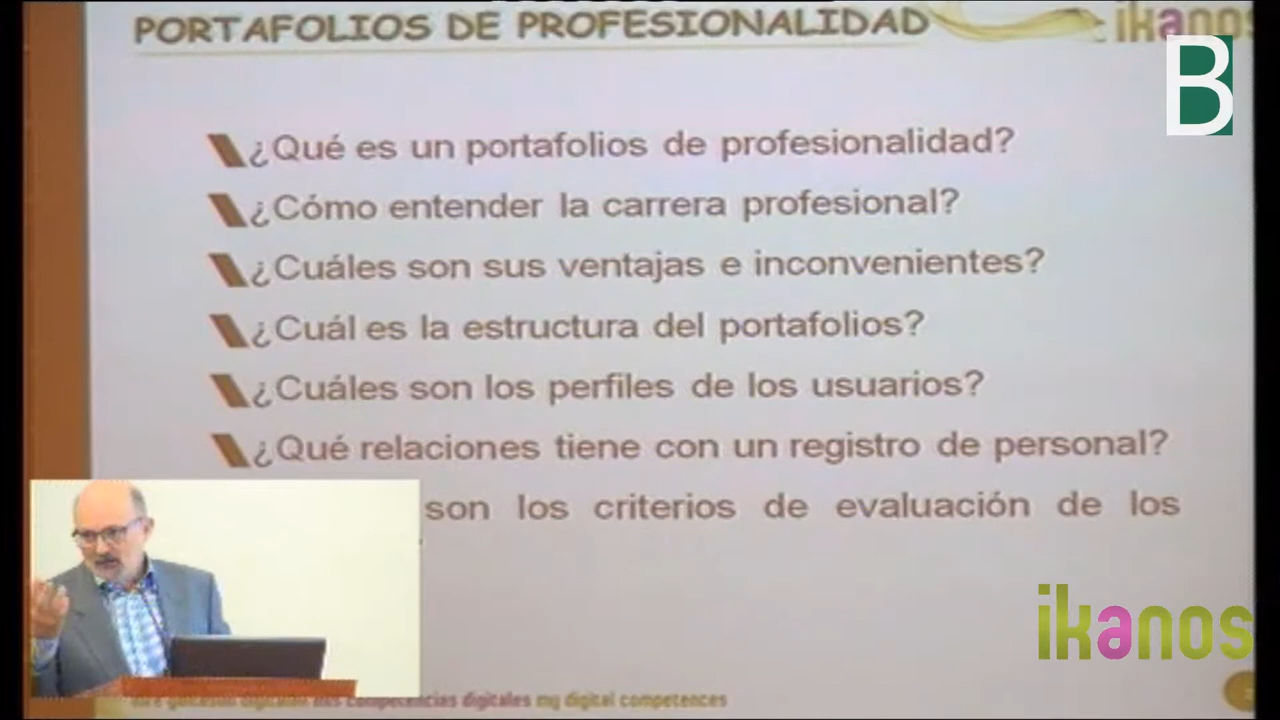 PORTAFOLIOS DE PROFESIONALIDAD
ikanos
B
¿Qué es un portafolios de profesionalidad?
¿Cómo entender la carrera profesional?
¿Cuáles son sus ventajas e inconvenientes?
¿Cuál es la estructura del portafolios?
¿Cuáles son los perfiles de los usuarios?
¿Qué relaciones tiene con un registro de personal?
son los criterios de evaluación de los
ikanos
digitales my digital competences